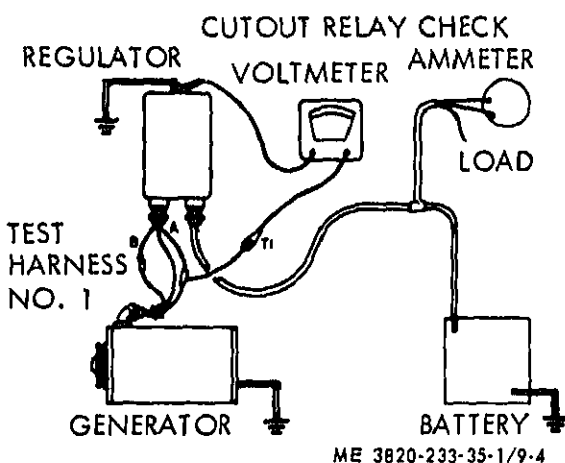 CUTOUT RELAY CHECK
REGULATOR
VOLTMETER
AMMETER
LOAD
A
B
T1
TEST
HARNESS
NO. 1
GENERATOR
BATTERY
ME 3820-233-35-1/9-4